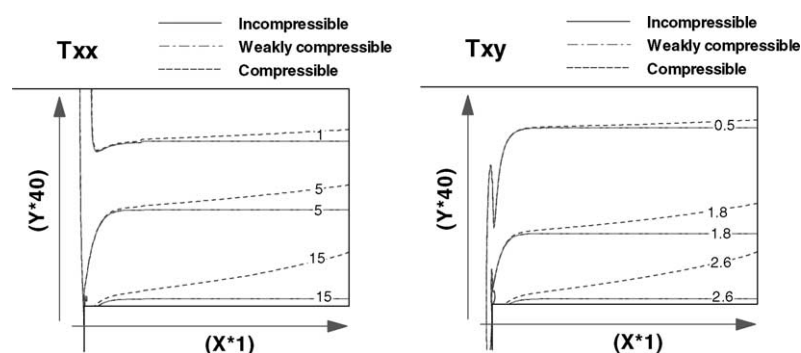 Incompressible
Txx
Weakly compressible
Compressible
1
5
5
15
15
(Y*40)
(X*1)
Incompressible
Txy
Weakly compressible
Compressible
0.5
1.8
1.8
2.6
2.6
(Y*40)
(X*1)